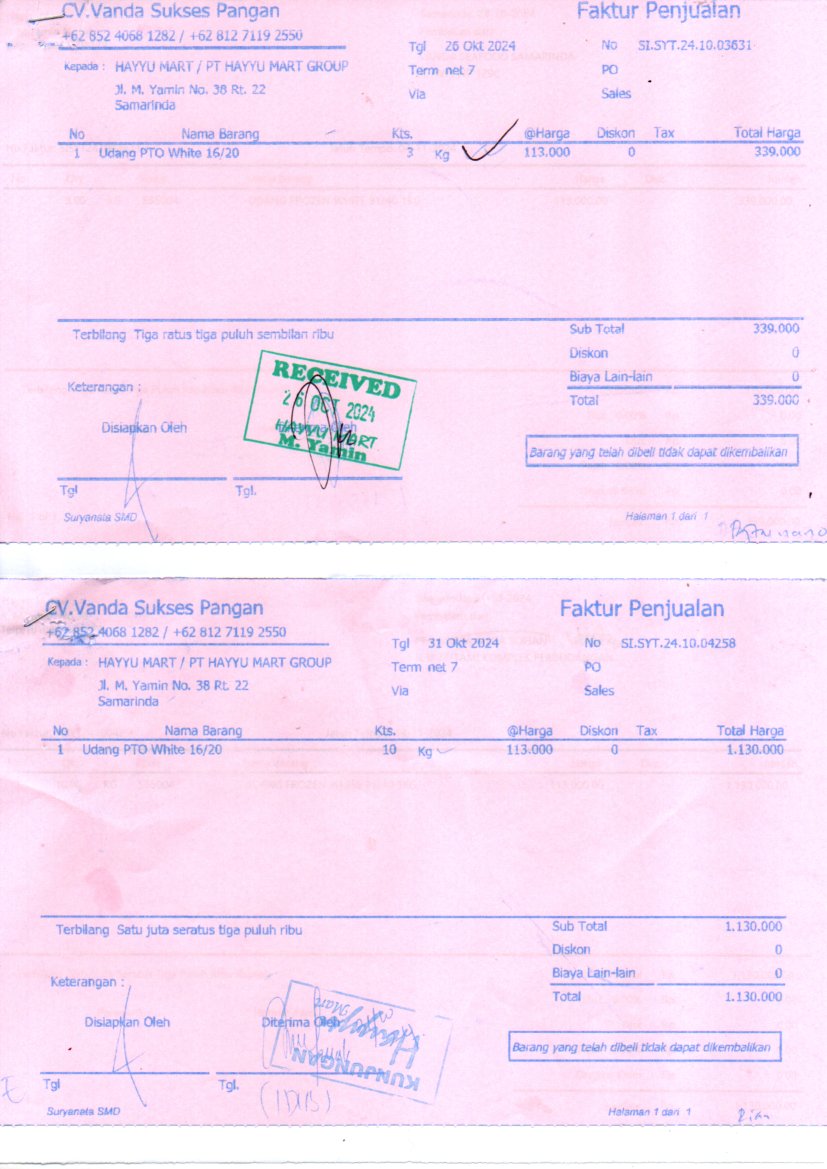 CV.Vanda Sukses Pangan
Faktur Penjualan
+62 852 4068 1282 / +62 812 7119 2550
Tgl 26 Okt 2024 No SI.SYT.24.10.03631
Kepada : HAYYU MART / PT HAYYU MART GROUP
Term net 7 PO
Jl. M. Yamin No. 38 Rt. 22
Via Sales
Samarinda
No Nama Barang Kts. @Harga Diskon Tax Total Harga
1 Udang PTO White 16/20 3 Kg 113.000 0 339.000
Terbilang Tiga ratus tiga puluh sembilan ribu
Sub Total 339.000
Diskon 0
Biaya Lain-lain 0
Total 339.000
Keterangan :
Disiapkan Oleh
RECEIVED
26 OCT 2024
HAYYU MART
M. Yamin
Barang yang telah dibeli tidak dapat dikembalikan
Tgl Tgl.
Suryanata SMD
Halaman 1 dari 1
CV.Vanda Sukses Pangan
Faktur Penjualan
+62 852 4068 1282 / +62 812 7119 2550
Tgl 31 Okt 2024 No SI.SYT.24.10.04258
Kepada : HAYYU MART / PT HAYYU MART GROUP
Term net 7 PO
Jl. M. Yamin No. 38 Rt. 22
Via Sales
Samarinda
No Nama Barang Kts. @Harga Diskon Tax Total Harga
1 Udang PTO White 16/20 10 Kg 113.000 0 1.130.000
Terbilang Satu juta seratus tiga puluh ribu
Sub Total 1.130.000
Diskon 0
Biaya Lain-lain 0
Total 1.130.000
Keterangan :
Disiapkan Oleh Diterima Oleh
Hayyu Mart
KUNJUNGAN
Barang yang telah dibeli tidak dapat dikembalikan
Tgl Tgl.
Suryanata SMD
Halaman 1 dari 1
Rian